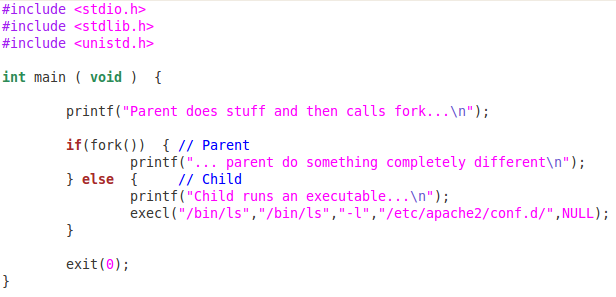 #include <stdio.h>
#include <stdlib.h>
#include <unistd.h>

int main ( void )  {

        printf("Parent does stuff and then calls fork...\n");

        if(fork())  { // Parent
                printf("... parent do something completely different\n");
        } else  {     // Child
                printf("Child runs an executable...\n");
                execl("/bin/ls","/bin/ls","-l","/etc/apache2/conf.d/",NULL);
        }

        exit(0);
}